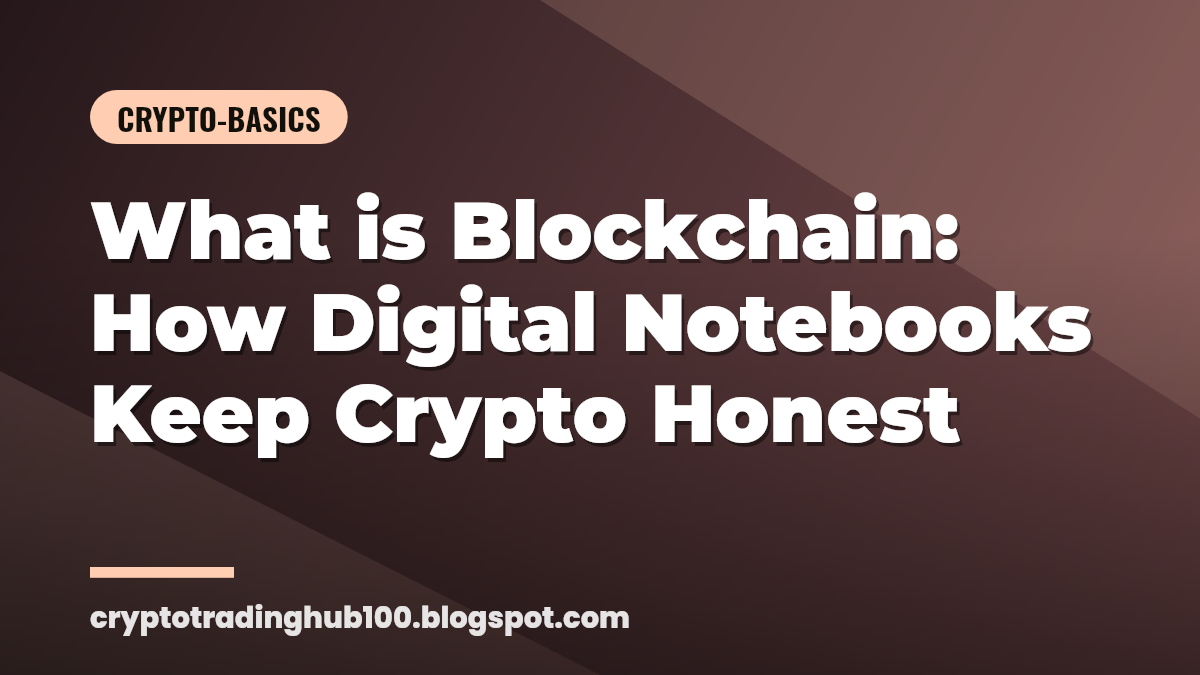 CRYPTO-BASICS
What is Blockchain:
How Digital Notebooks
Keep Crypto Honest
cryptotradinghub100.blogspot.com